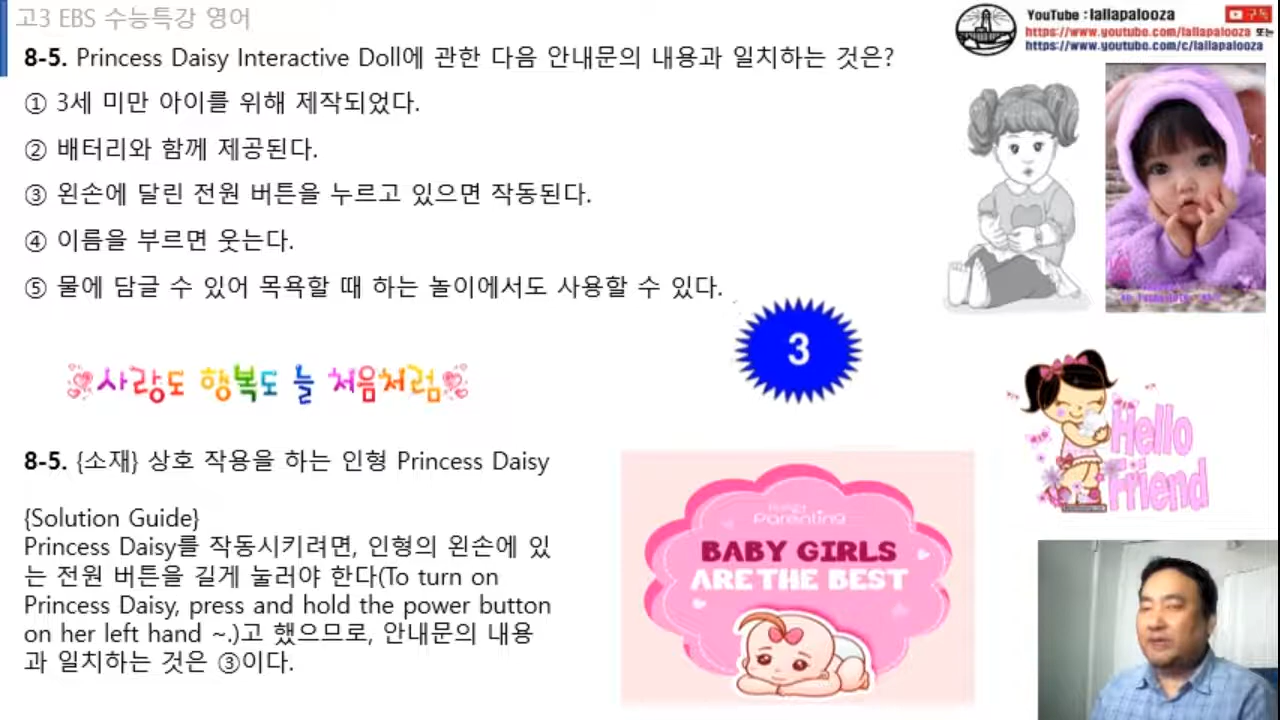 고3 EBS 수능특강 영어
YouTube : lallapalooza
구독
https://www.youtube.com/lallapalooza 또는
https://www.youtube.com/c/lallapalooza
8-5. Princess Daisy Interactive Doll에 관한 다음 안내문의 내용과 일치하는 것은?
① 3세 미만 아이를 위해 제작되었다.
② 배터리와 함께 제공된다.
③ 왼손에 달린 전원 버튼을 누르고 있으면 작동된다.
④ 이름을 부르면 웃는다.
⑤ 물에 담글 수 있어 목욕할 때 하는 놀이에서도 사용할 수 있다.
3
사랑도 행복도 늘 처음처럼
Hello
Friend
8-5. {소재} 상호 작용을 하는 인형 Princess Daisy
{Solution Guide}
Princess Daisy를 작동시키려면, 인형의 왼손에 있
는 전원 버튼을 길게 눌러야 한다(To turn on
Princess Daisy, press and hold the power button
on her left hand ~.)고 했으므로, 안내문의 내용
과 일치하는 것은 ③이다.
Parenting
BABY GIRLS
ARE THE BEST